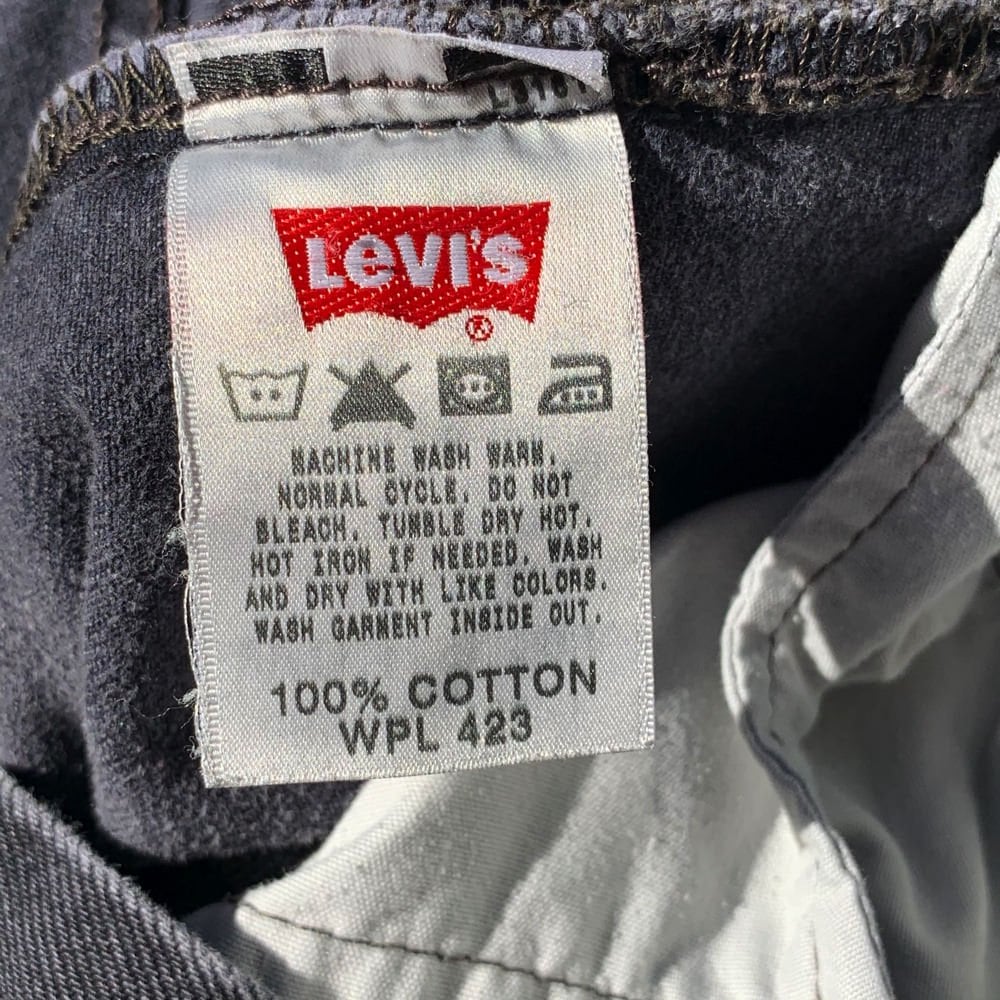 LEVI'S
®
MACHINE WASH WARM,
NORMAL CYCLE. DO NOT
BLEACH. TUMBLE DRY HOT.
HOT IRON IF NEEDED. WASH
AND DRY WITH LIKE COLORS.
WASH GARMENT INSIDE OUT.
100% COTTON
WPL 423